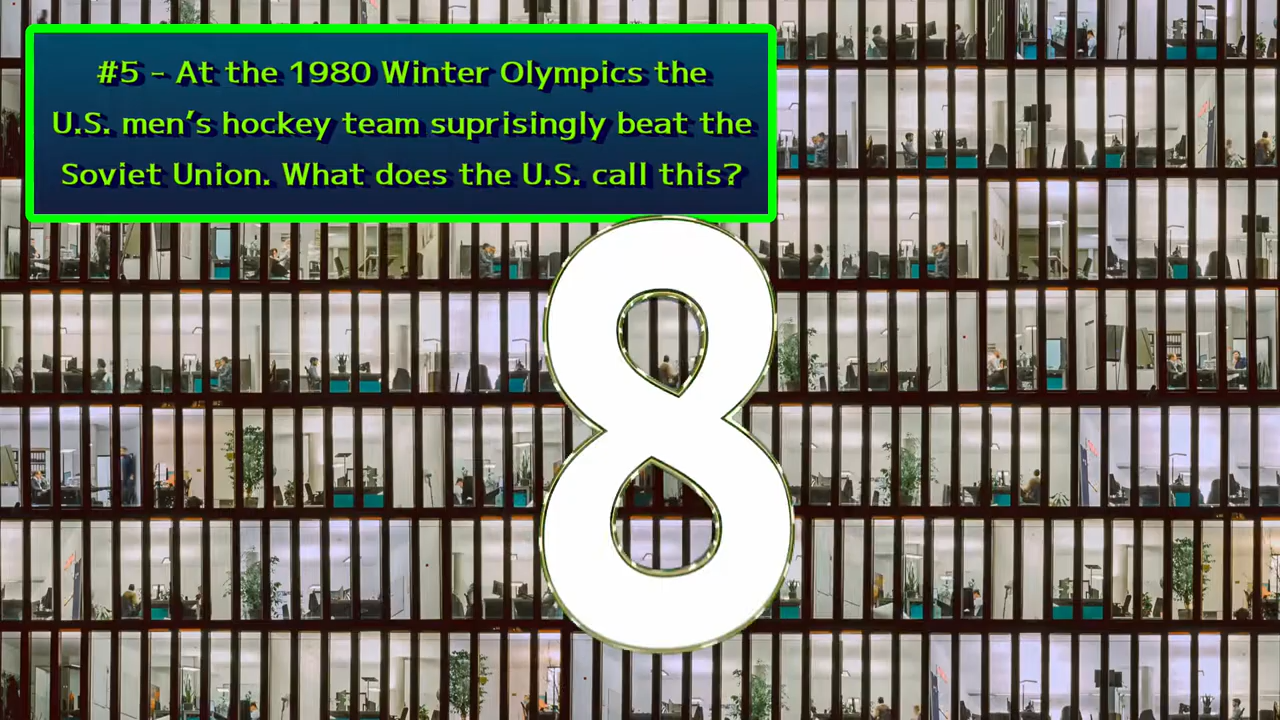 #5 - At the 1980 Winter Olympics the
U.S. men's hockey team suprisingly beat the
Soviet Union. What does the U.S. call this?
8